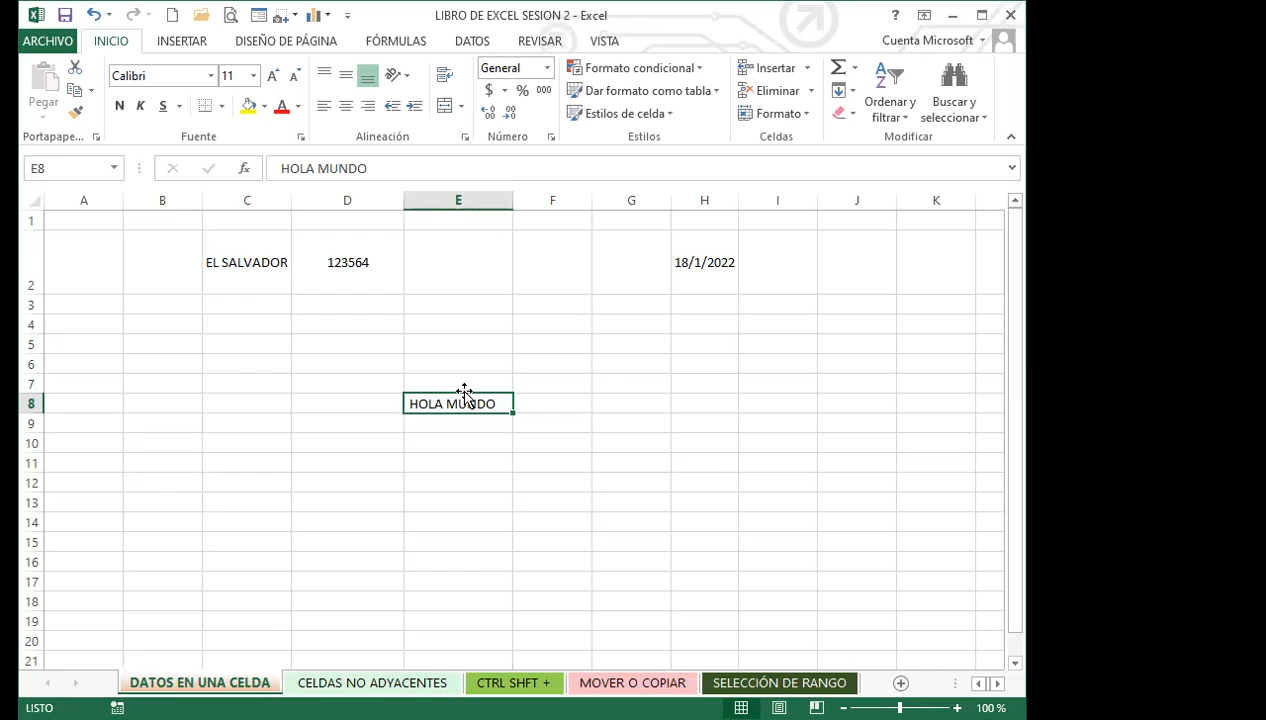 LIBRO DE EXCEL SESION 2 - Excel
?
ARCHIVO INICIO INSERTAR DISEÑO DE PÁGINA FÓRMULAS DATOS REVISAR VISTA Cuenta Microsoft
Pegar
Calibri 11
N K S
A A A
General
$ % 000
Formato condicional
Dar formato como tabla
Estilos de celda
Insertar
Eliminar
Formato
Ordenar y
filtrar
Buscar y
seleccionar
Portapape... Fuente Alineación Número Estilos Celdas Modificar
E8 fx HOLA MUNDO
A B C D E F G H I J K
1
2 EL SALVADOR 123564 18/1/2022
3
4
5
6
7
8 HOLA MUNDO
9
10
11
12
13
14
15
16
17
18
19
20
21
DATOS EN UNA CELDA CELDAS NO ADYACENTES CTRL SHFT + MOVER O COPIAR SELECCIÓN DE RANGO
LISTO 100 %